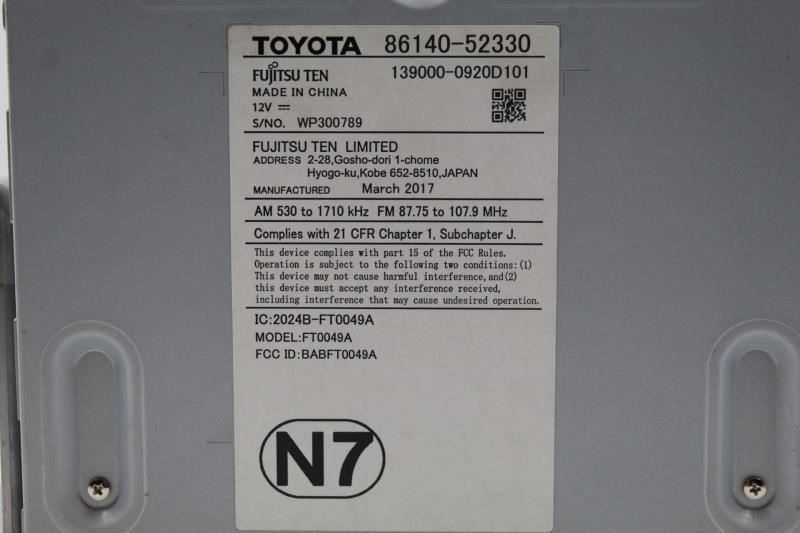 TOYOTA 86140-52330
FUJITSU TEN 139000-0920D101
MADE IN CHINA
12V ⎓
S/NO. WP300789
FUJITSU TEN LIMITED
ADDRESS 2-28,Gosho-dori 1-chome
Hyogo-ku,Kobe 652-8510,JAPAN
MANUFACTURED March 2017
AM 530 to 1710 kHz FM 87.75 to 107.9 MHz
Complies with 21 CFR Chapter 1, Subchapter J.
This device complies with part 15 of the FCC Rules.
Operation is subject to the following two conditions:(1)
This device may not cause harmful interference,and(2)
this device must accept any interference received,
including interference that may cause undesired operation.
IC:2024B-FT0049A
MODEL:FT0049A
FCC ID:BABFT0049A
N7